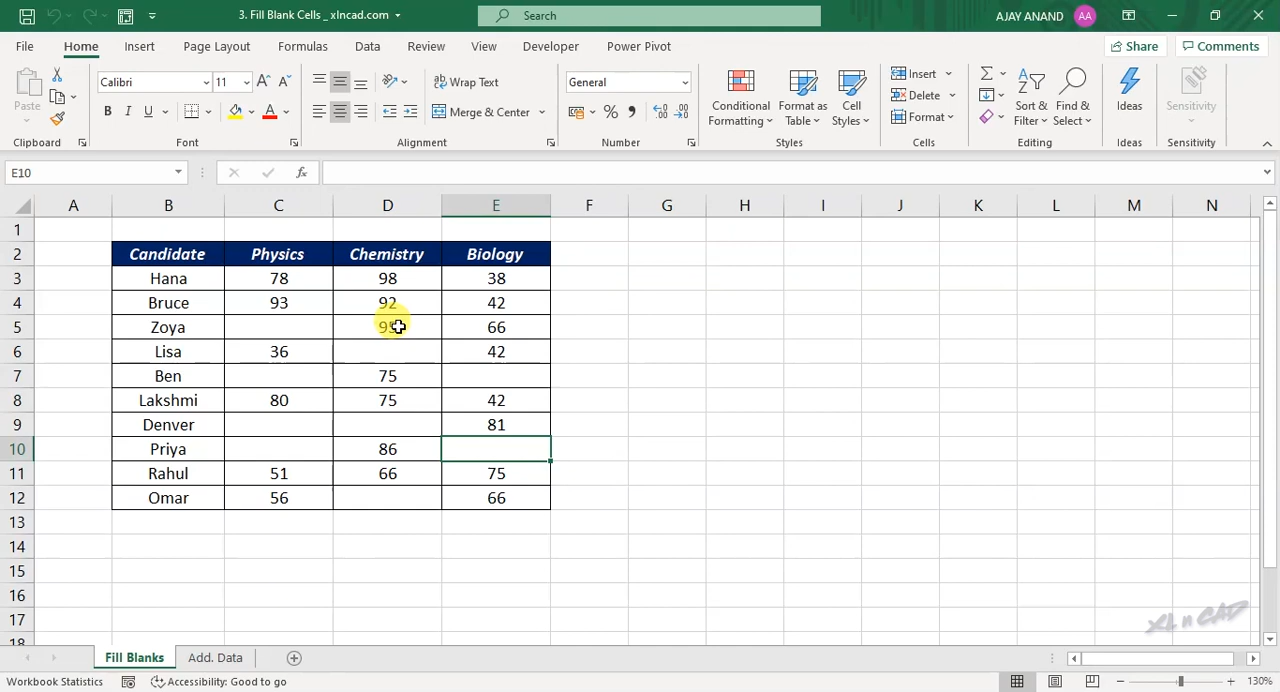 3. Fill Blank Cells _ xlncad.com
Search
AJAY ANAND
AA
File Home Insert Page Layout Formulas Data Review View Developer Power Pivot
Share Comments
Paste
Clipboard
Calibri 11 A A
B I U A
Font
ab Wrap Text
Merge & Center
Alignment
General
% ,
Number
Conditional Formatting
Format as Table
Cell Styles
Styles
Insert
Delete
Format
Cells
Sort & Filter
Find & Select
Editing
Ideas
Ideas
Sensitivity
Sensitivity
E10 fx
A B C D E F G H I J K L M N
1
2 Candidate Physics Chemistry Biology
3 Hana 78 98 38
4 Bruce 93 92 42
5 Zoya 66
6 Lisa 36 42
7 Ben 75
8 Lakshmi 80 75 42
9 Denver 81
10 Priya 86
11 Rahul 51 66 75
12 Omar 56 66
13
14
15
16
17
18
XL n CAD
Fill Blanks Add. Data
Workbook Statistics Accessibility: Good to go 130%